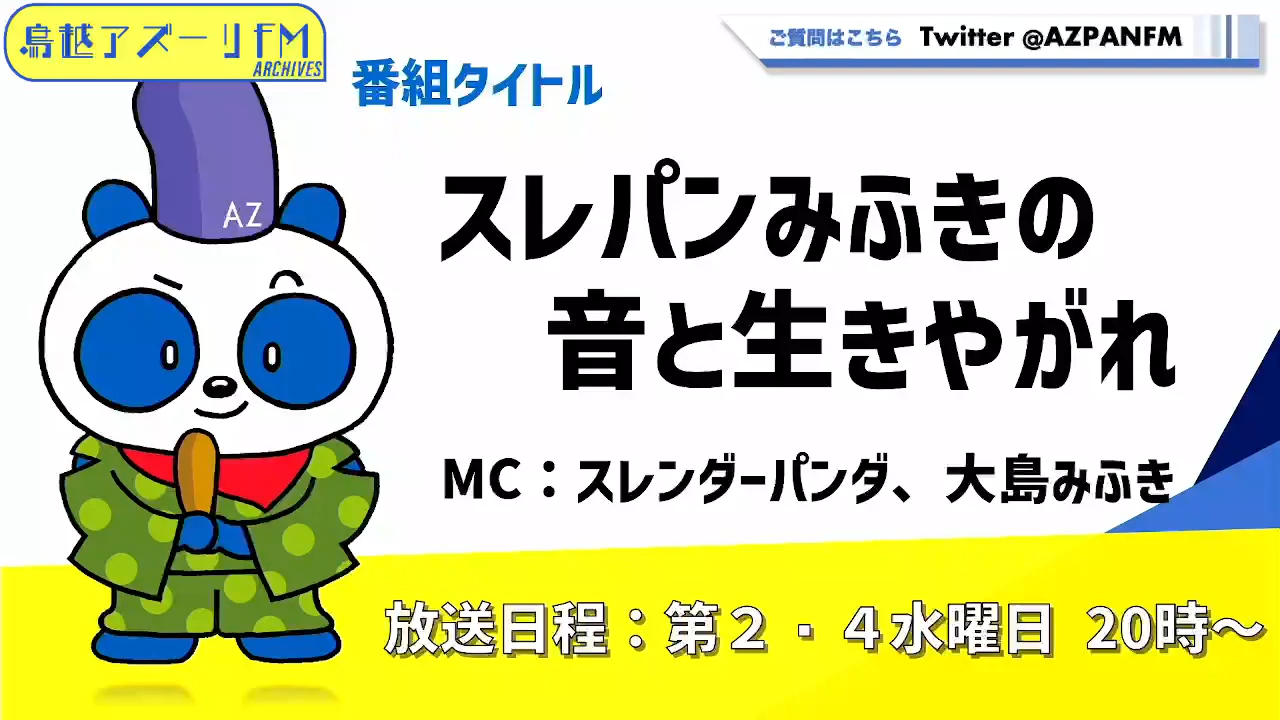 鳥越アズーリFM
ARCHIVES
ご質問はこちら Twitter @AZPANFM
番組タイトル
AZ
スレパンみふきの
音と生きやがれ
MC：スレンダーパンダ、大島みふき
放送日程：第２・４水曜日 20時～